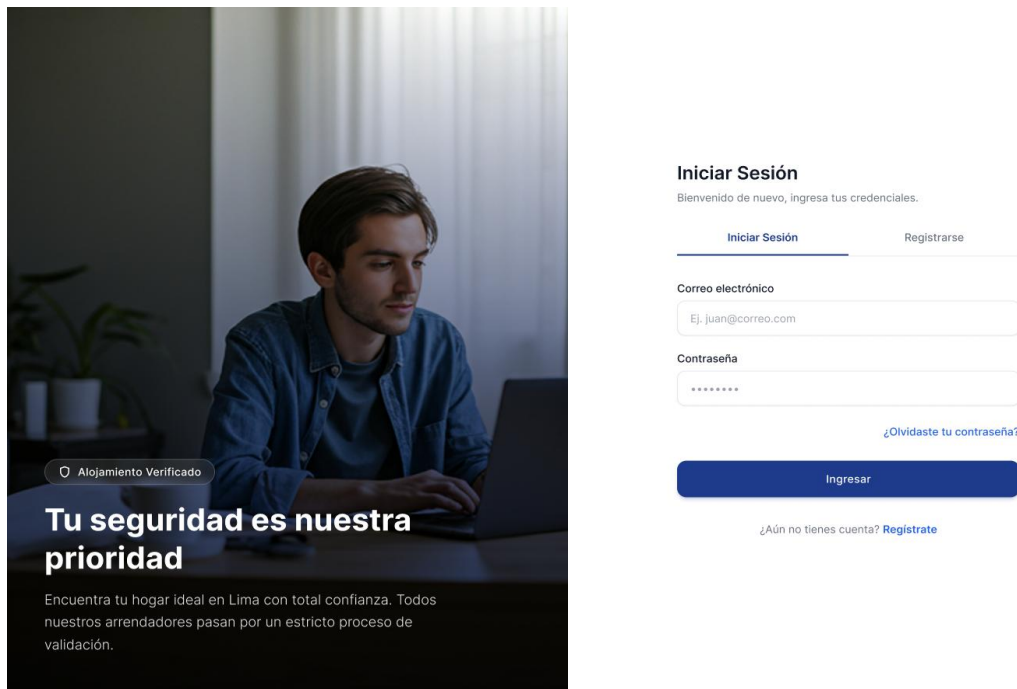 Alojamiento Verificado
Tu seguridad es nuestra
prioridad
Encuentra tu hogar ideal en Lima con total confianza. Todos
nuestros arrendadores pasan por un estricto proceso de
validación.
Iniciar Sesión
Bienvenido de nuevo, ingresa tus credenciales.
Iniciar Sesión Registrarse
Correo electrónico
Ej. juan@correo.com
Contraseña
••••••••
¿Olvidaste tu contraseña?
Ingresar
¿Aún no tienes cuenta? Regístrate